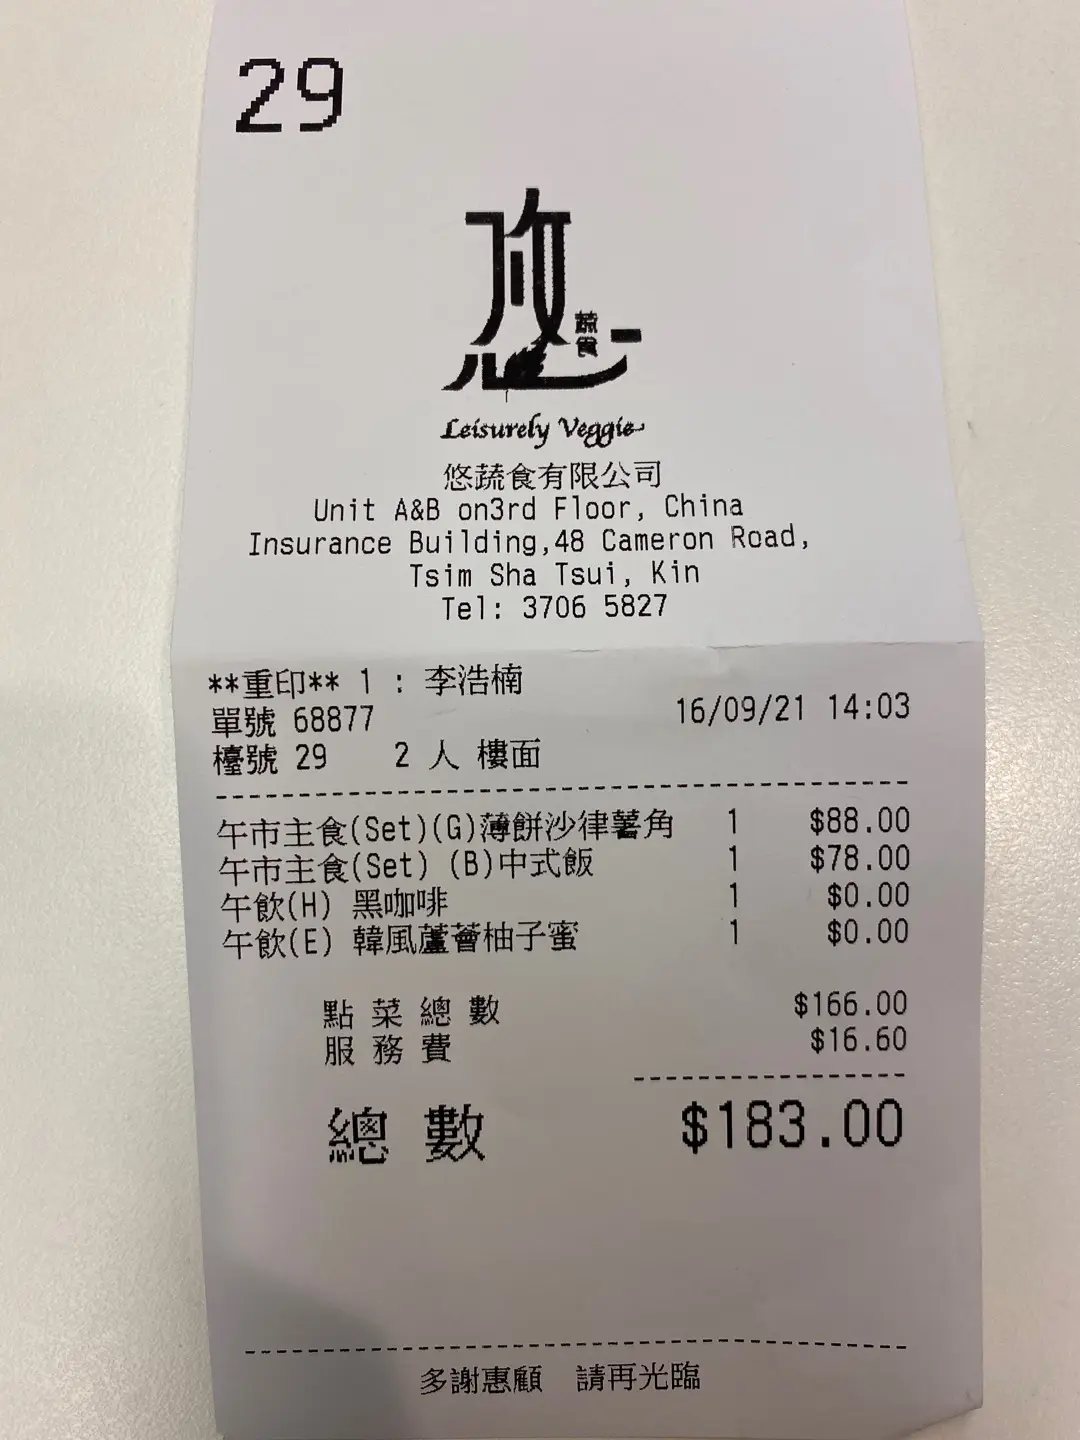 29
悠
蔬食
Leisurely Veggie
悠蔬食有限公司
Unit A&B on3rd Floor, China
Insurance Building,48 Cameron Road,
Tsim Sha Tsui, Kin
Tel: 3706 5827
**重印** 1 : 李浩楠
單號 68877 16/09/21 14:03
檯號 29 2 人 樓面
午市主食(Set)(G)薄餅沙律薯角 1 $88.00
午市主食(Set) (B)中式飯 1 $78.00
午飲(H) 黑咖啡 1 $0.00
午飲(E) 韓風蘆薈柚子蜜 1 $0.00
點菜總數 $166.00
服務費 $16.60
總數 $183.00
多謝惠顧 請再光臨